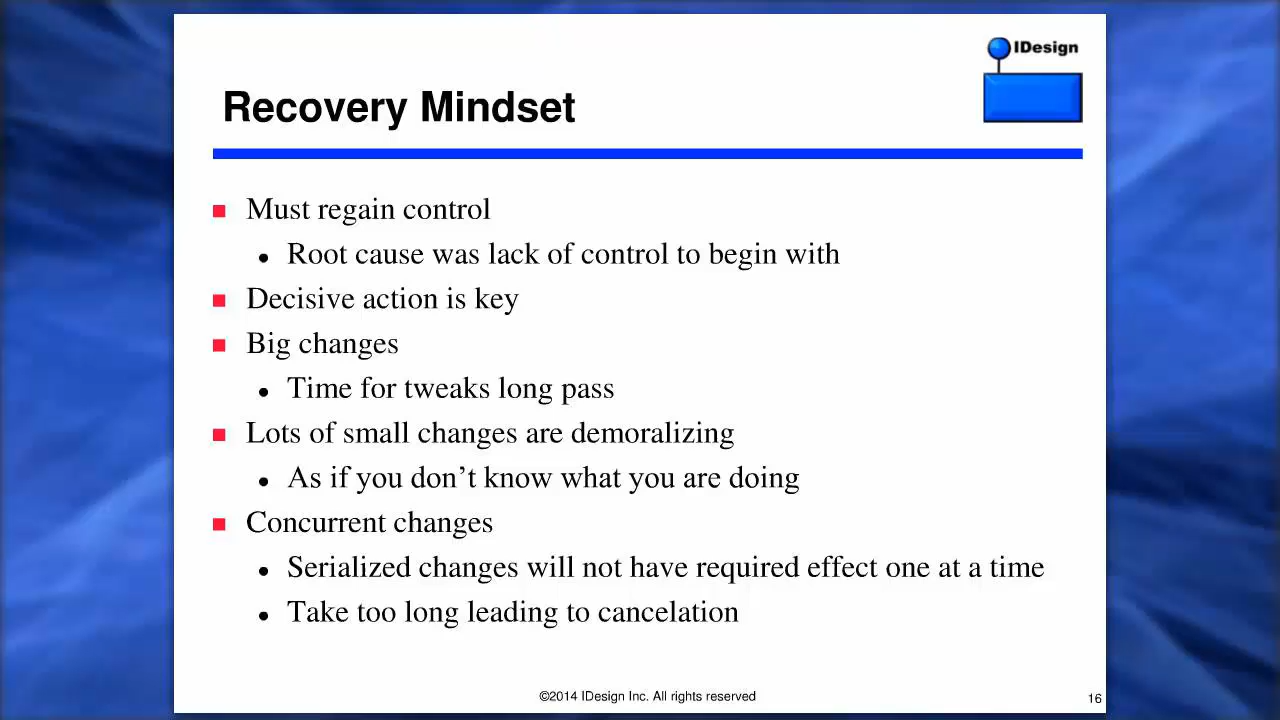 IDesign
Recovery Mindset
Must regain control
Root cause was lack of control to begin with
Decisive action is key
Big changes
Time for tweaks long pass
Lots of small changes are demoralizing
As if you don’t know what you are doing
Concurrent changes
Serialized changes will not have required effect one at a time
Take too long leading to cancelation
©2014 IDesign Inc. All rights reserved
16